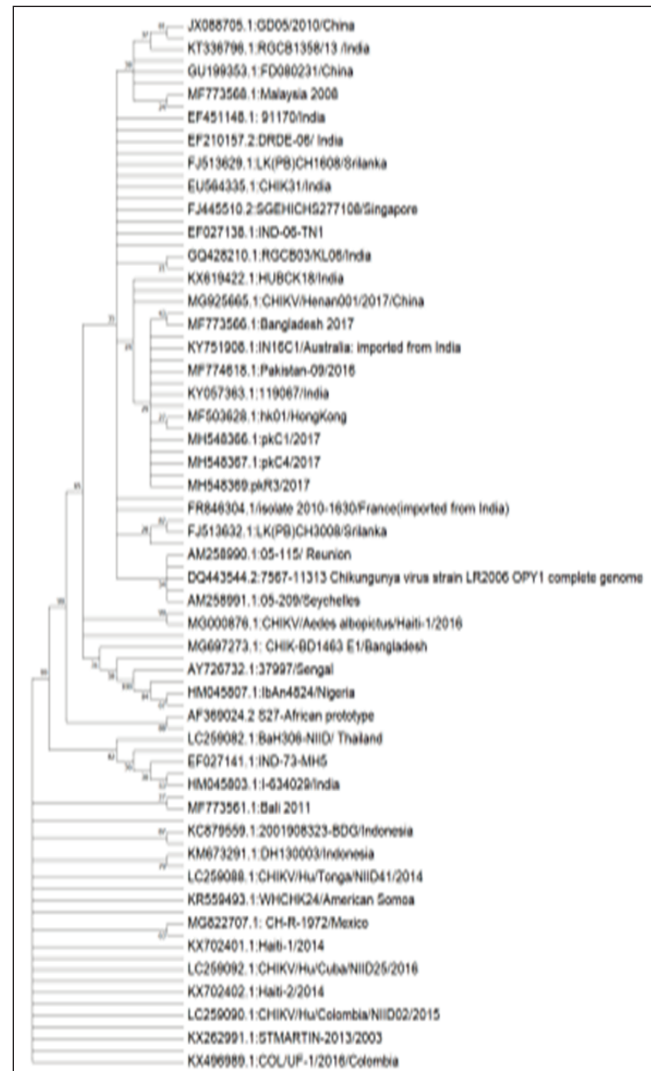 JX088705.1:GD05/2010/China
KT336796.1:RGCB1358/13 /India
GU199353.1:FD080231/China
MF773568.1:Malaysia 2008
EF451148.1: 91170/India
EF210157.2:DRDE-06/ India
FJ513629.1:LK(PB)CH1608/Srilanka
EU564335.1:CHIK31/India
FJ445510.2:SGEHICHS277108/Singapore
EF027138.1:IND-06-TN1
GQ428210.1:RGCB03/KL06/India
KX619422.1:HUBCK18/India
MG925665.1:CHIKV/Henan001/2017/China
MF773566.1:Bangladesh 2017
KY751908.1:IN16C1/Australia: imported from India
MF774618.1:Pakistan-09/2016
KY057363.1:119067/India
MF503628.1:hk01/HongKong
MH548366.1:pkC1/2017
MH548367.1:pkC4/2017
MH548369:pkR3/2017
FR846304.1/isolate 2010-1630/France(imported from India)
FJ513632.1:LK(PB)CH3008/Srilanka
AM258990.1:05-115/ Reunion
DQ443544.2:7567-11313 Chikungunya virus strain LR2006 OPY1 complete genome
AM258991.1:05-209/Seychelles
MG000876.1:CHIKV/Aedes albopictus/Haiti-1/2016
MG697273.1: CHIK-BD1463 E1/Bangladesh
AY726732.1:37997/Sengal
HM045807.1:IbAn4824/Nigeria
AF369024.2 S27-African prototype
LC259082.1:BaH306-NIID/ Thailand
EF027141.1:IND-73-MH5
HM045803.1:I-634029/India
MF773561.1:Bali 2011
KC879559.1:2001908323-BDG/Indonesia
KM673291.1:DH130003/Indonesia
LC259088.1:CHIKV/Hu/Tonga/NIID41/2014
KR559493.1:WHCHK24/American Somoa
MG822707.1: CH-R-1972/Mexico
KX702401.1:Haiti-1/2014
LC259092.1:CHIKV/Hu/Cuba/NIID25/2016
KX702402.1:Haiti-2/2014
LC259090.1:CHIKV/Hu/Colombia/NIID02/2015
KX262991.1:STMARTIN-2013/2003
KX496989.1:COL/UF-1/2016/Colombia